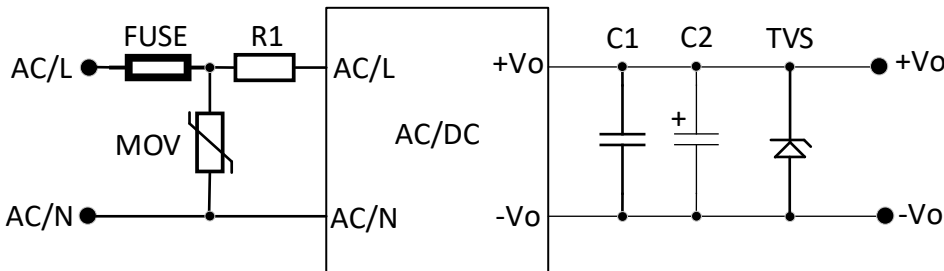 FUSE R1 C1 C2 TVS
AC/L AC/L +Vo +Vo
+
MOV AC/DC
AC/N AC/N -Vo -Vo